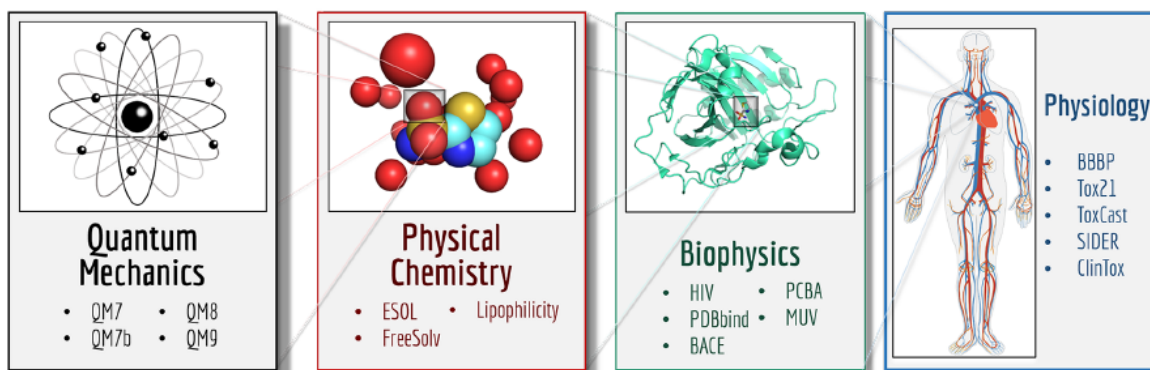 Quantum
Mechanics
• QM7 • QM8
• QM7b • QM9
Physical
Chemistry
• ESOL • Lipophilicity
• FreeSolv
Biophysics
• HIV • PCBA
• PDBbind • MUV
• BACE
Physiology
• BBBP
• Tox21
• ToxCast
• SIDER
• ClinTox